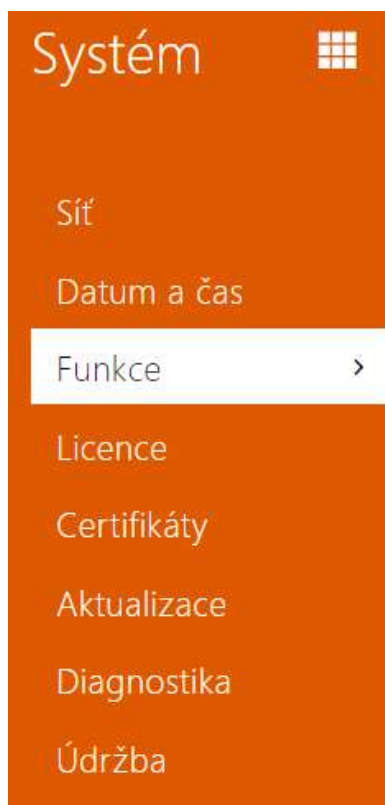 Systém
Síť
Datum a čas
Funkce
Licence
Certifikáty
Aktualizace
Diagnostika
Údržba